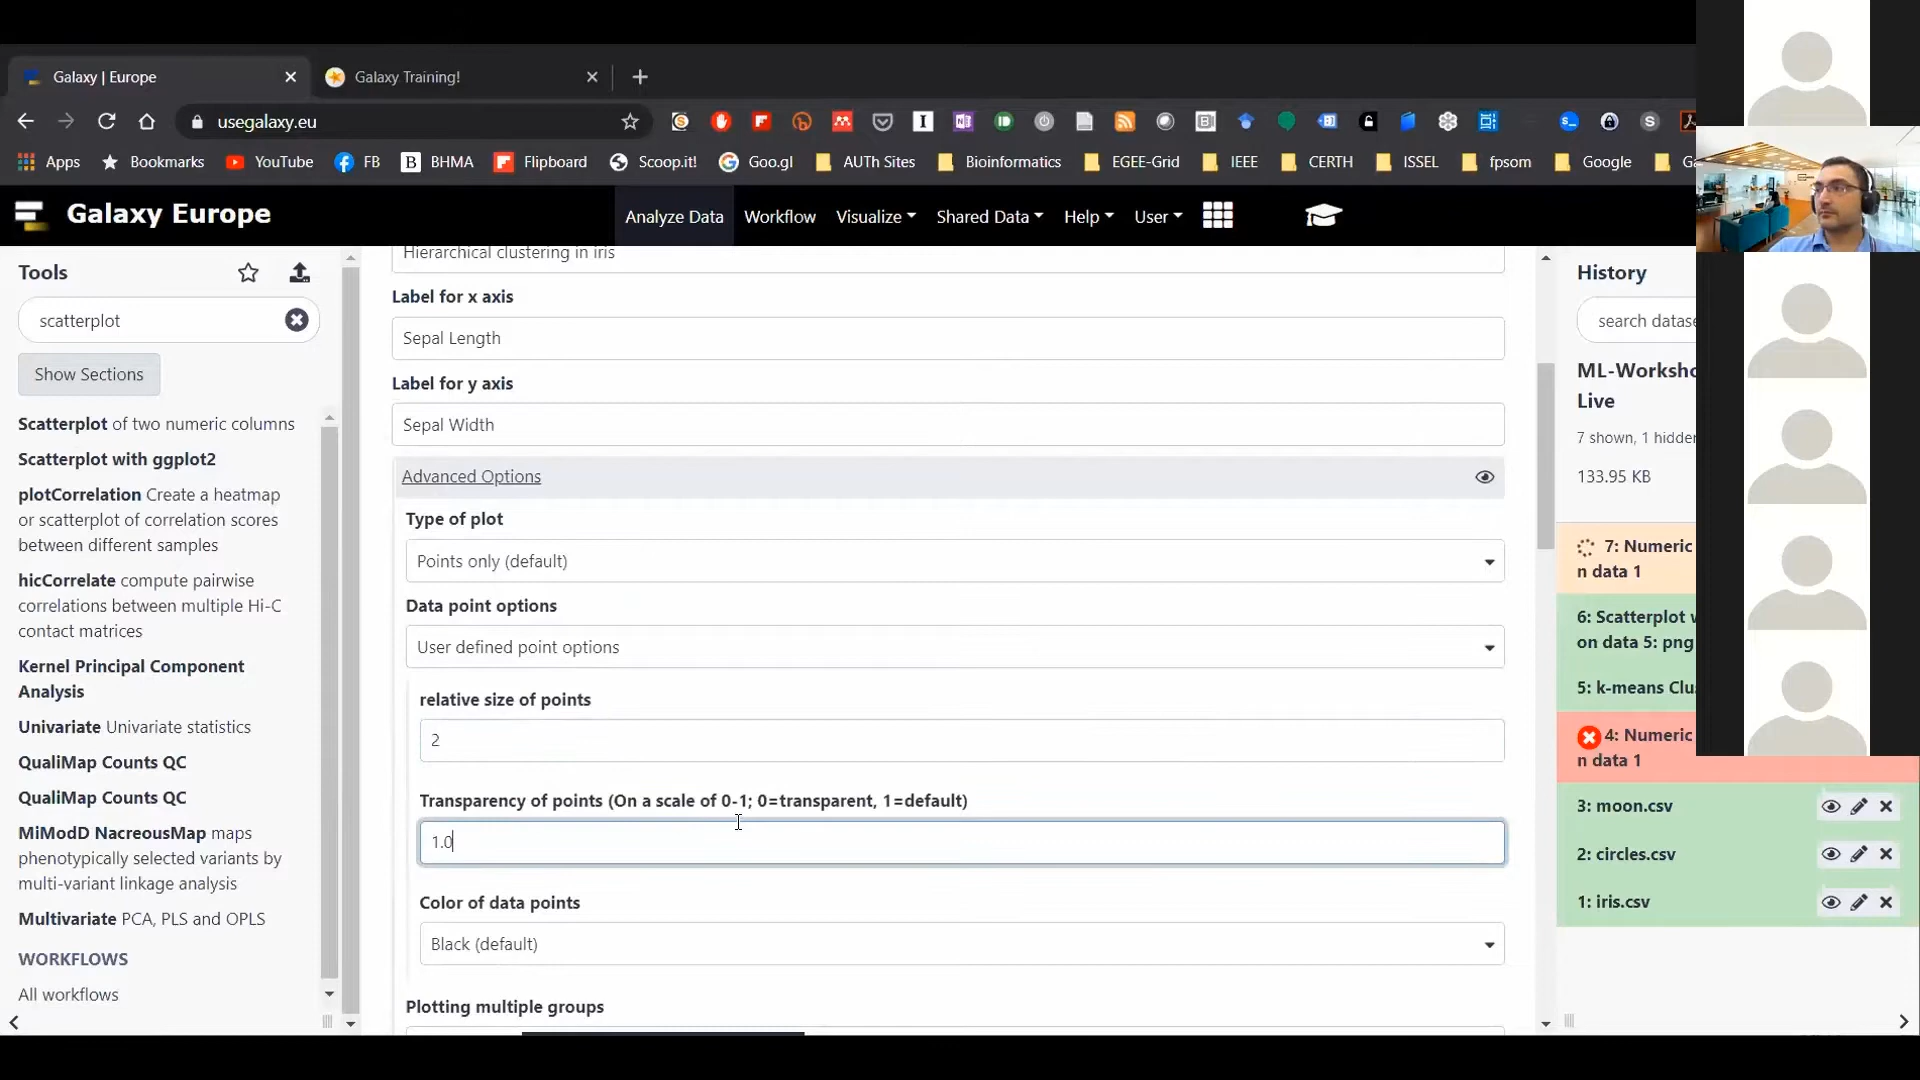 Galaxy | Europe
Galaxy Training!
usegalaxy.eu
Apps Bookmarks YouTube FB BHMA Flipboard Scoop.it! Goo.gl AUTh Sites Bioinformatics EGEE-Grid IEEE CERTH ISSEL fpsom Google Ga
Galaxy Europe
Analyze Data Workflow Visualize Shared Data Help User
Tools
scatterplot
Show Sections
Scatterplot of two numeric columns
Scatterplot with ggplot2
plotCorrelation Create a heatmap
or scatterplot of correlation scores
between different samples
hicCorrelate compute pairwise
correlations between multiple Hi-C
contact matrices
Kernel Principal Component
Analysis
Univariate Univariate statistics
QualiMap Counts QC
QualiMap Counts QC
MiModD NacreousMap maps
phenotypically selected variants by
multi-variant linkage analysis
Multivariate PCA, PLS and OPLS
WORKFLOWS
All workflows
Hierarchical clustering in iris
Label for x axis
Sepal Length
Label for y axis
Sepal Width
Advanced Options
Type of plot
Points only (default)
Data point options
User defined point options
relative size of points
2
Transparency of points (On a scale of 0-1; 0=transparent, 1=default)
1.0
Color of data points
Black (default)
Plotting multiple groups
History
search datase
ML-Worksho
Live
7 shown, 1 hidden
133.95 KB
7: Numeric
n data 1
6: Scatterplot w
on data 5: png
5: k-means Clu
4: Numeric
n data 1
3: moon.csv
2: circles.csv
1: iris.csv